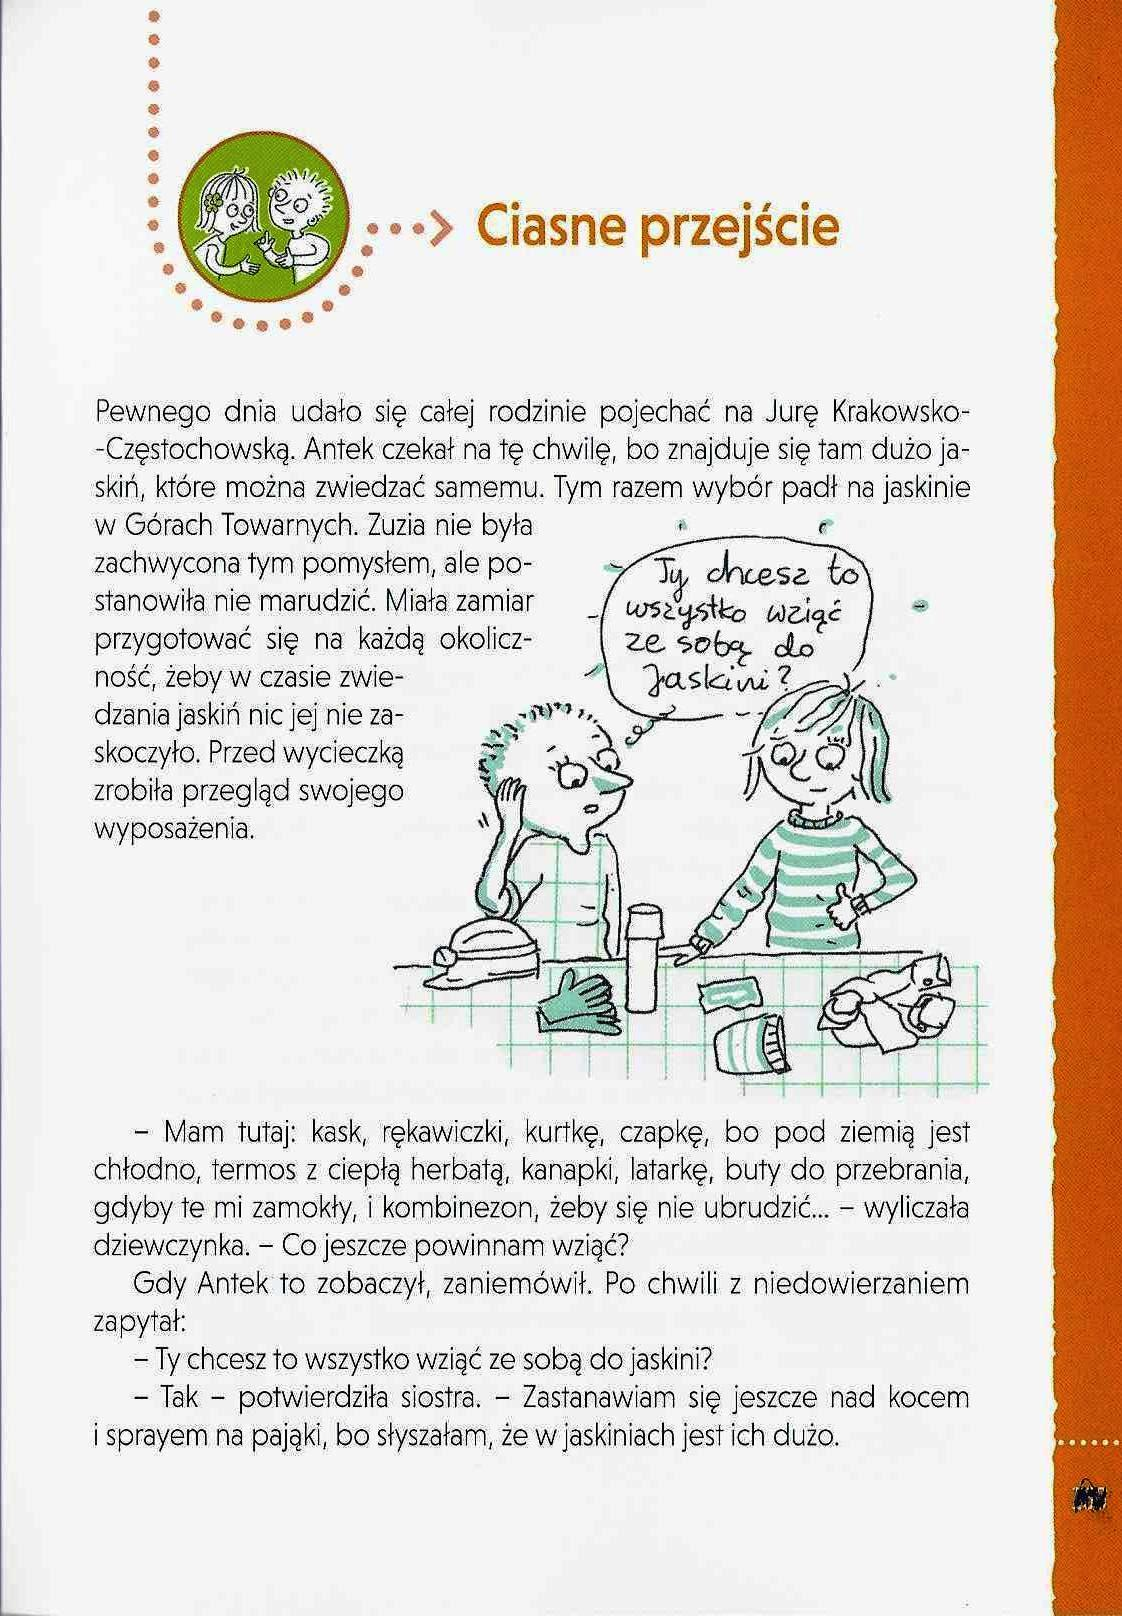 Ciasne przejście
Pewnego dnia udało się całej rodzinie pojechać na Jurę Krakowsko-
-Częstochowską. Antek czekał na tę chwilę, bo znajduje się tam dużo ja-
skiń, które można zwiedzać samemu. Tym razem wybór padł na jaskinie
w Górach Towarnych. Zuzia nie była
zachwycona tym pomysłem, ale po-
stanowiła nie marudzić. Miała zamiar
przygotować się na każdą okolicz-
ność, żeby w czasie zwie-
dzania jaskiń nic jej nie za-
skoczyło. Przed wycieczką
zrobiła przegląd swojego
wyposażenia.
Ty chcesz to
wszystko wziąć
ze sobą do
jaskini?
– Mam tutaj: kask, rękawiczki, kurtkę, czapkę, bo pod ziemią jest
chłodno, termos z ciepłą herbatą, kanapki, latarkę, buty do przebrania,
gdyby te mi zamokły, i kombinezon, żeby się nie ubrudzić... – wyliczała
dziewczynka. – Co jeszcze powinnam wziąć?
Gdy Antek to zobaczył, zaniemówił. Po chwili z niedowierzaniem
zapytał:
– Ty chcesz to wszystko wziąć ze sobą do jaskini?
– Tak – potwierdziła siostra. – Zastanawiam się jeszcze nad kocem
i sprayem na pająki, bo słyszałam, że w jaskiniach jest ich dużo.